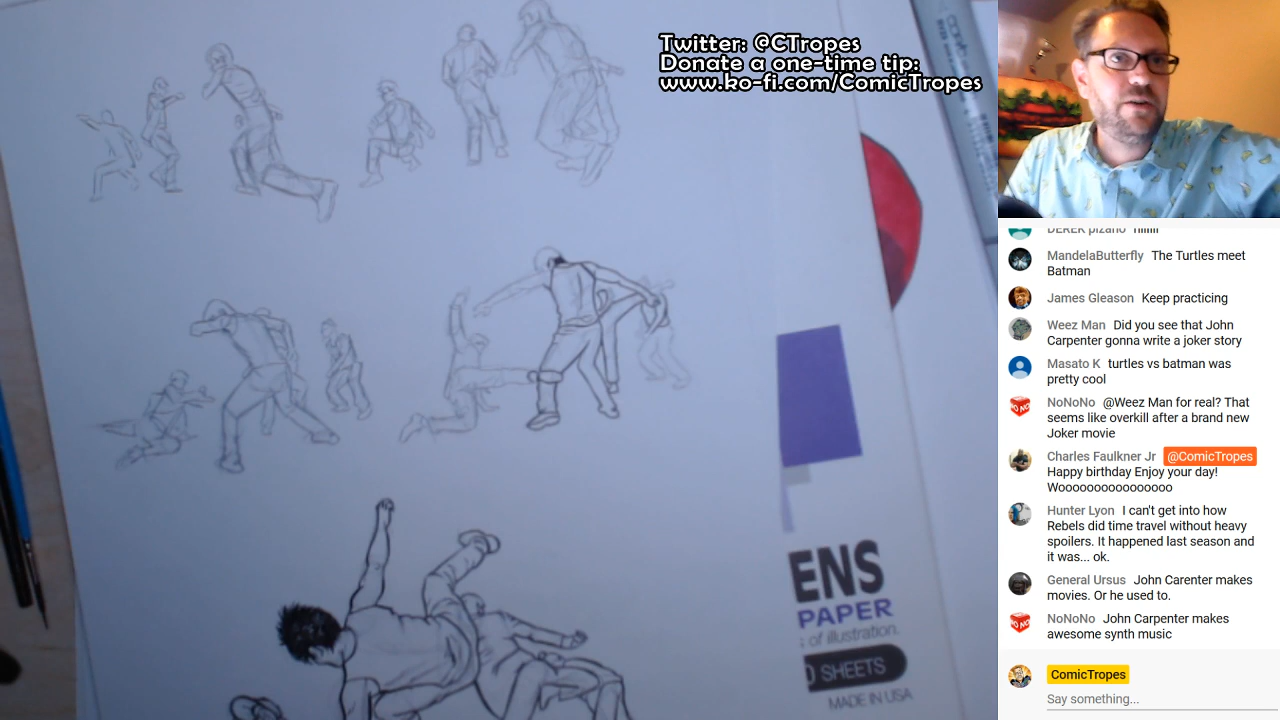 Twitter: @CTropes
Donate a one-time tip:
www.ko-fi.com/ComicTropes
DEREK pizano
MandelaButterfly The Turtles meet
Batman
James Gleason Keep practicing
Weez Man Did you see that John
Carpenter gonna write a joker story
Masato K turtles vs batman was
pretty cool
NoNoNo @Weez Man for real? That
seems like overkill after a brand new
Joker movie
Charles Faulkner Jr @ComicTropes
Happy birthday Enjoy your day!
Wooooooooooooooooo
Hunter Lyon I can't get into how
Rebels did time travel without heavy
spoilers. It happened last season and
it was... ok.
General Ursus John Carenter makes
movies. Or he used to.
NoNoNo John Carpenter makes
awesome synth music
ComicTropes
Say something...
ENS
PAPER
of illustration.
SHEETS
MADE IN USA